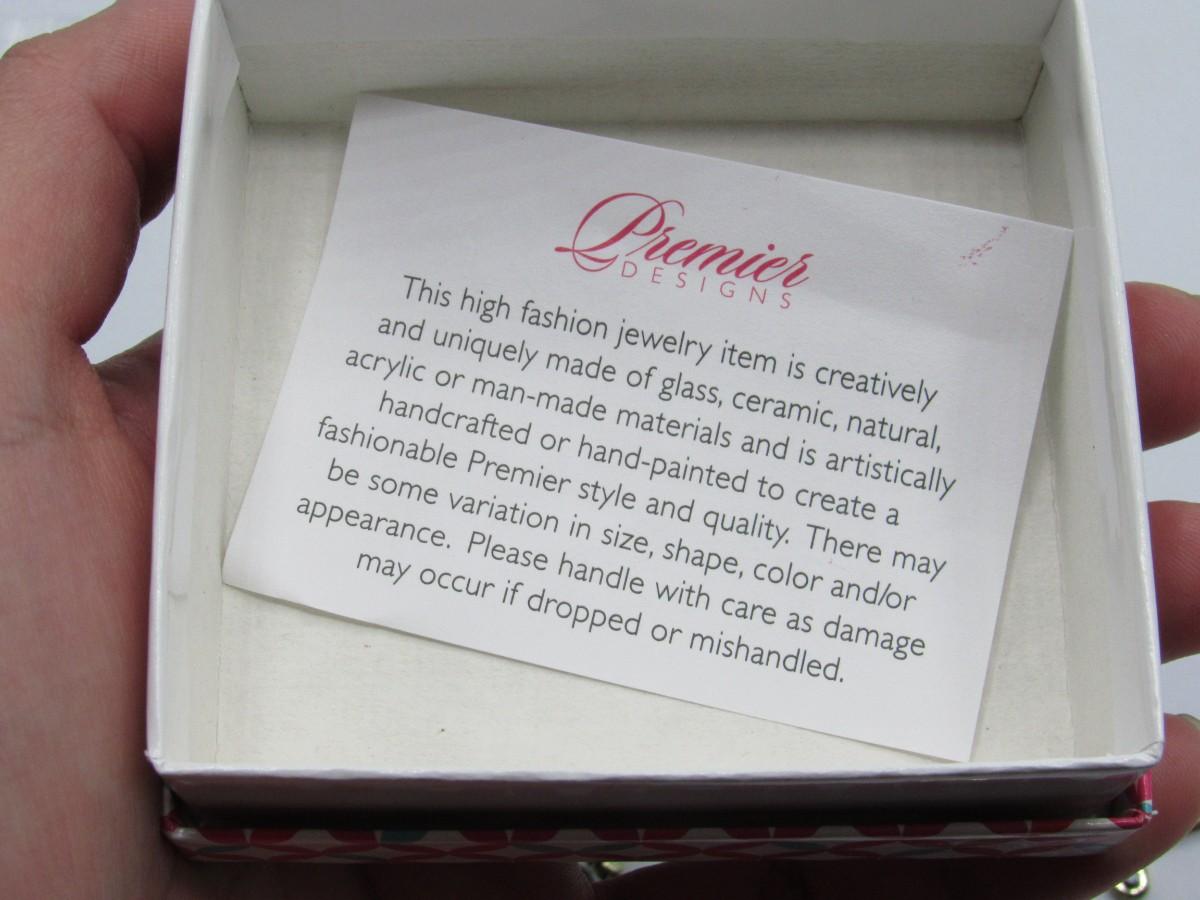 Premier
DESIGNS
This high fashion jewelry item is creatively
and uniquely made of glass, ceramic, natural,
acrylic or man-made materials and is artistically
handcrafted or hand-painted to create a
fashionable Premier style and quality. There may
be some variation in size, shape, color and/or
appearance. Please handle with care as damage
may occur if dropped or mishandled.